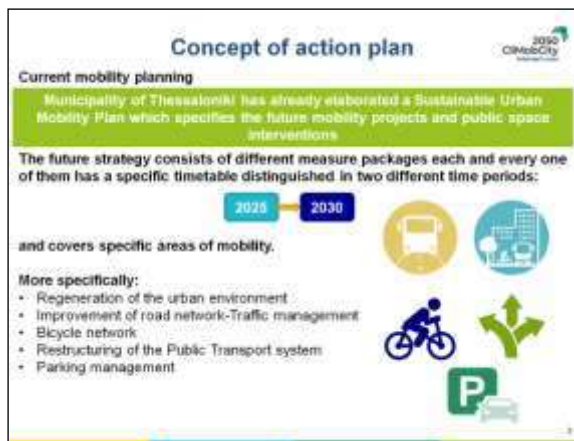 Concept of action plan
2050
CliMobCity
Current mobility planning
Municipality of Thessaloniki has already elaborated a Sustainable Urban
Mobility Plan which specifies the future mobility projects and public space
interventions
The future strategy consists of different measure packages each and every one
of them has a specific timetable distinguished in two different time periods:
2025
2030
and covers specific areas of mobility.
More specifically:
• Regeneration of the urban environment
• Improvement of road network-Traffic management
• Bicycle network
• Restructuring of the Public Transport system
• Parking management
P